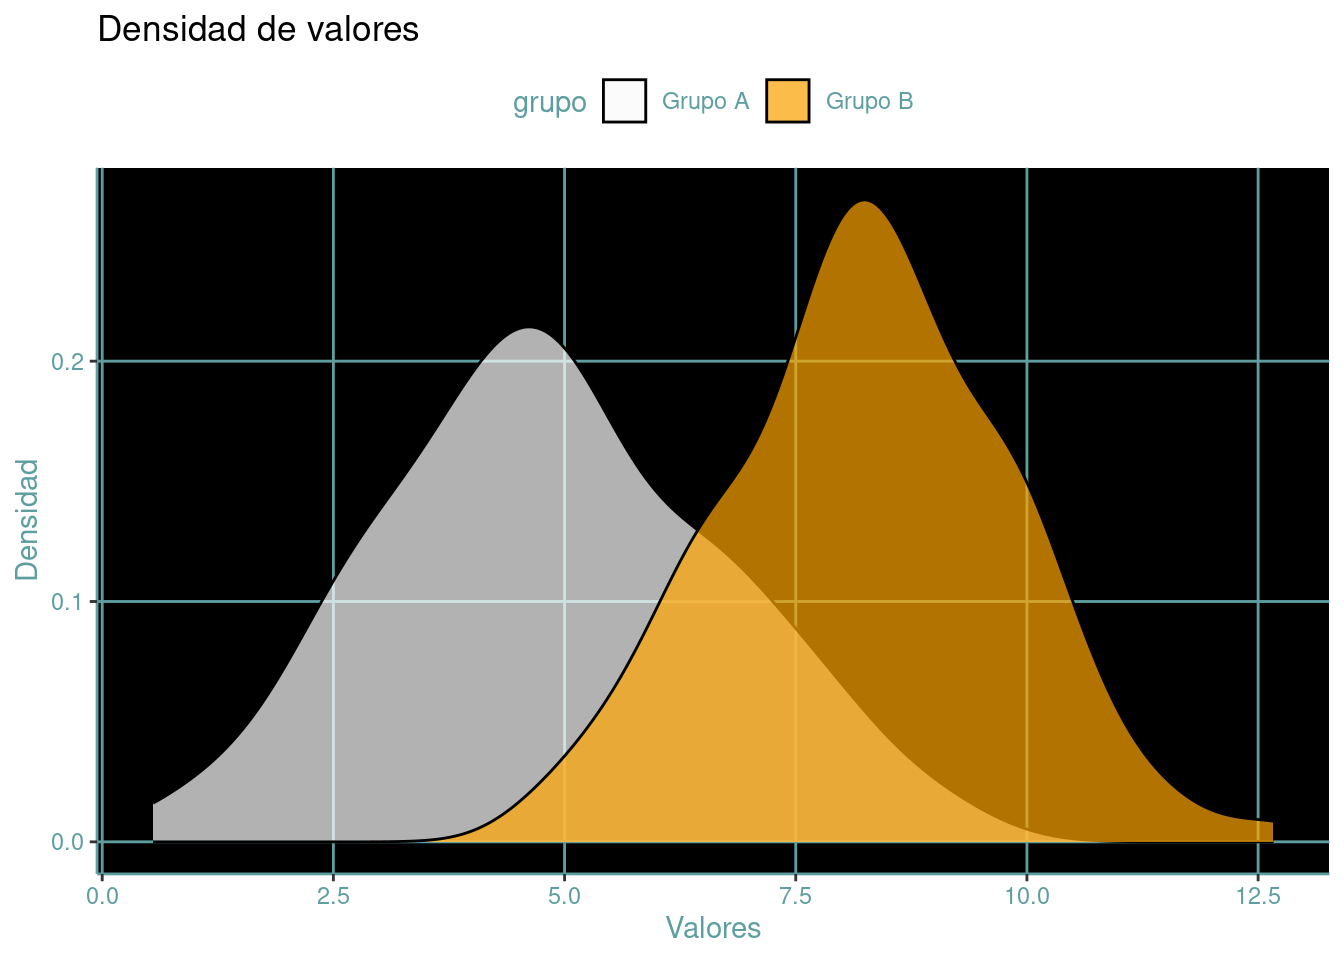 Densidad de valores
grupo Grupo A Grupo B
Densidad
0.2
0.1
0.0
0.0 2.5 5.0 7.5 10.0 12.5
Valores